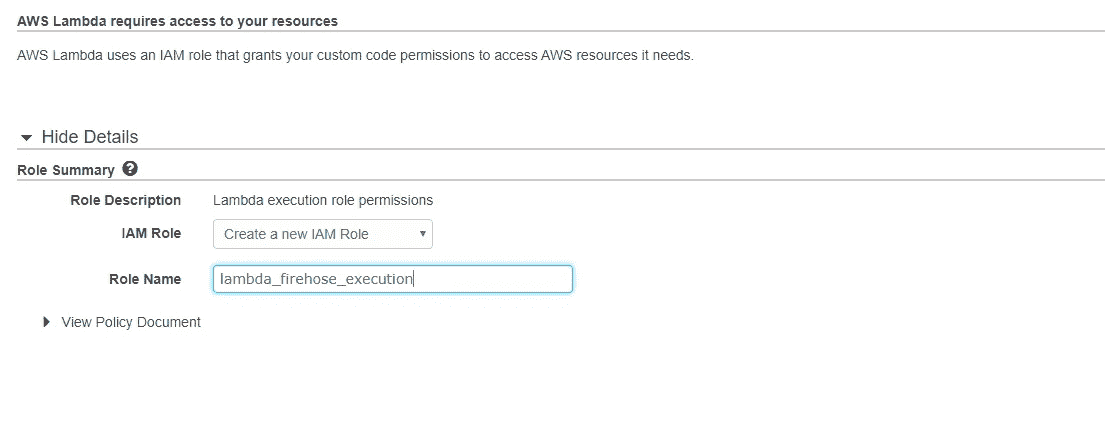 AWS Lambda requires access to your resources
AWS Lambda uses an IAM role that grants your custom code permissions to access AWS resources it needs.
Hide Details
Role Summary ?
Role Description Lambda execution role permissions
IAM Role Create a new IAM Role
Role Name lambda_firehose_execution
View Policy Document